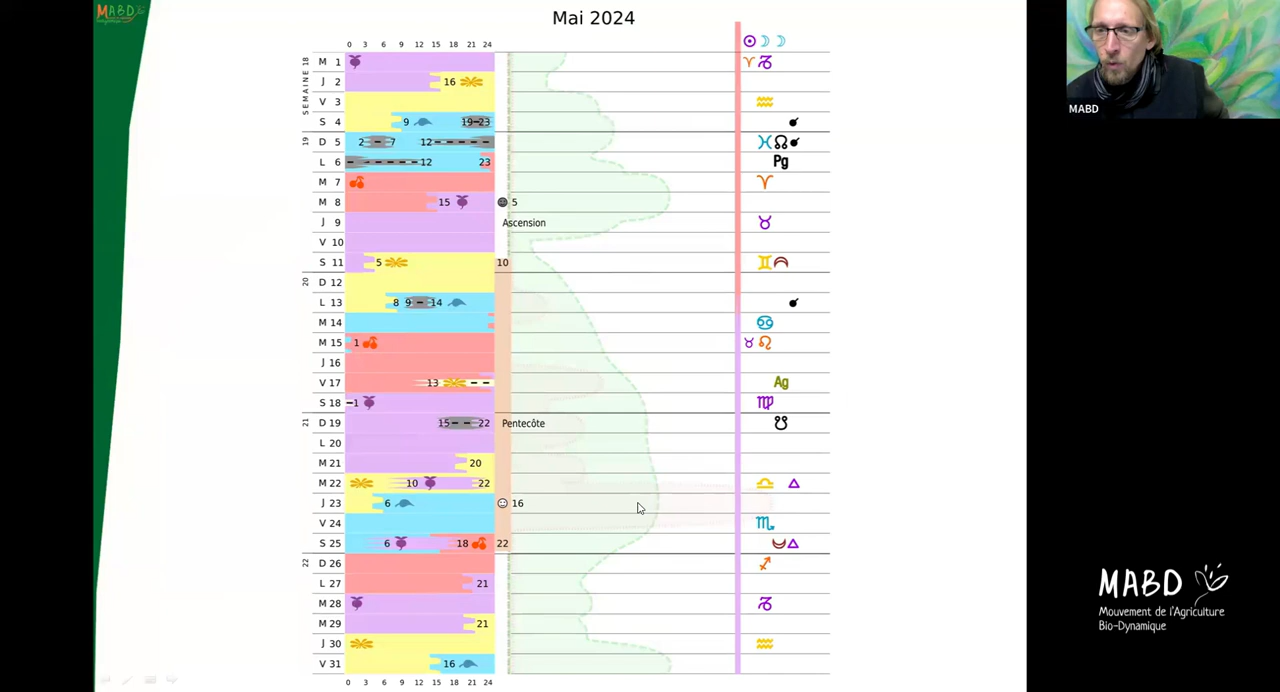 MABD
Mai 2024
0 3 6 9 12 15 18 21 24
SEMAINE 18
M 1
J 2 16
V 3
S 4 9 19 23
19 D 5 2 7 12
L 6 12 23 Pg
M 7
M 8 15 5
J 9 Ascension
V 10
S 11 5 10
20 D 12
L 13 8 9 14
M 14
M 15 1
J 16
V 17 13 Ag
S 18 1
21 D 19 15 22 Pentecôte
L 20
M 21 20
M 22 10 22
J 23 6 16
V 24
S 25 6 18 22
22 D 26
L 27 21
M 28
M 29 21
J 30
V 31 16
0 3 6 9 12 15 18 21 24
MABD
MABD
Mouvement de l'Agriculture
Bio-Dynamique